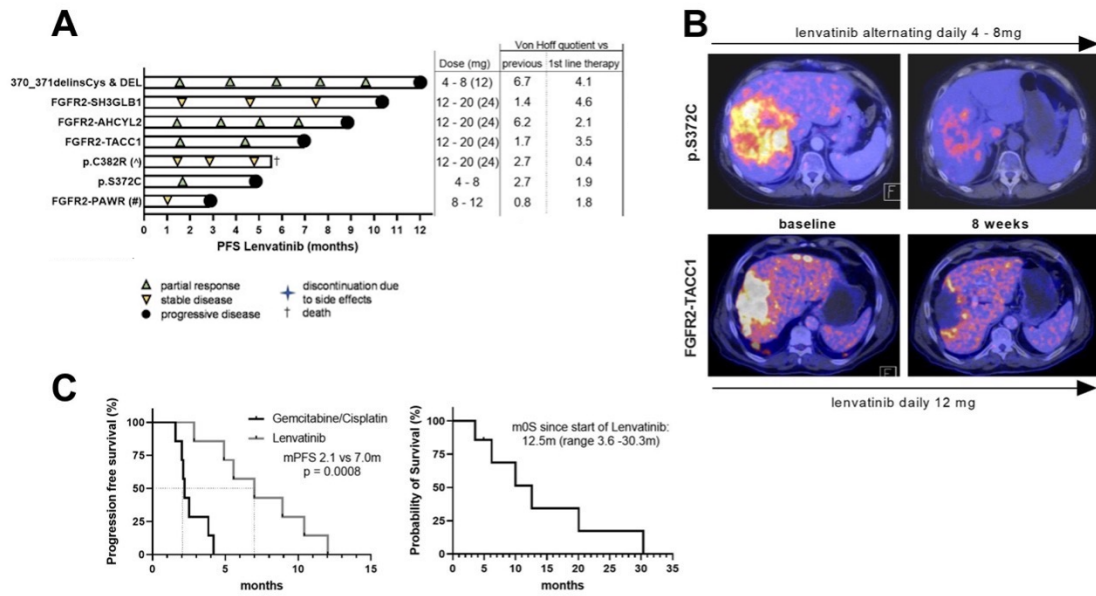 A
Von Hoff quotient vs
Dose (mg) previous 1st line therapy
370_371delinsCys & DEL 4 - 8 (12) 6.7 4.1
FGFR2-SH3GLB1 12 - 20 (24) 1.4 4.6
FGFR2-AHCYL2 12 - 20 (24) 6.2 2.1
FGFR2-TACC1 12 - 20 (24) 1.7 3.5
p.C382R (^) † 12 - 20 (24) 2.7 0.4
p.S372C 4 - 8 2.7 1.9
FGFR2-PAWR (#) 8 - 12 0.8 1.8
0 1 2 3 4 5 6 7 8 9 10 11 12
PFS Lenvatinib (months)
partial response
stable disease
progressive disease
discontinuation due
to side effects
† death
B
lenvatinib alternating daily 4 - 8mg
p.S372C
F
baseline 8 weeks
FGFR2-TACC1
F
lenvatinib daily 12 mg
C
Progression free survival (%)
100
75
50
25
0
0 5 10 15
months
Gemcitabine/Cisplatin
Lenvatinib
mPFS 2.1 vs 7.0m
p = 0.0008
Probability of Survival (%)
100
75
50
25
0
0 5 10 15 20 25 30 35
months
m0S since start of Lenvatinib:
12.5m (range 3.6 -30.3m)